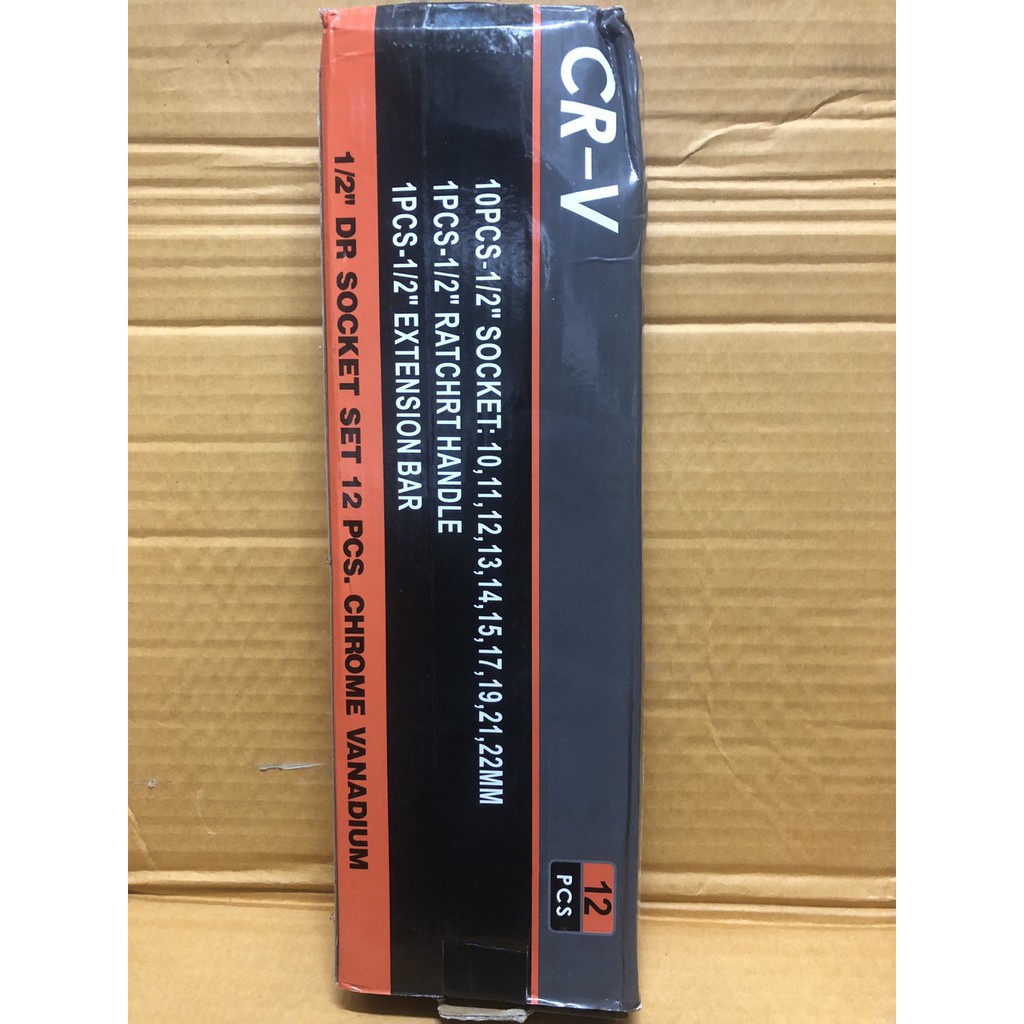 CR-V
10PCS-1/2" SOCKET: 10,11,12,13,14,15,17,19,21,22MM
1PCS-1/2" RATCHRT HANDLE
1PCS-1/2" EXTENSION BAR
1/2" DR SOCKET SET 12 PCS. CHROME VANADIUM
12
PCS